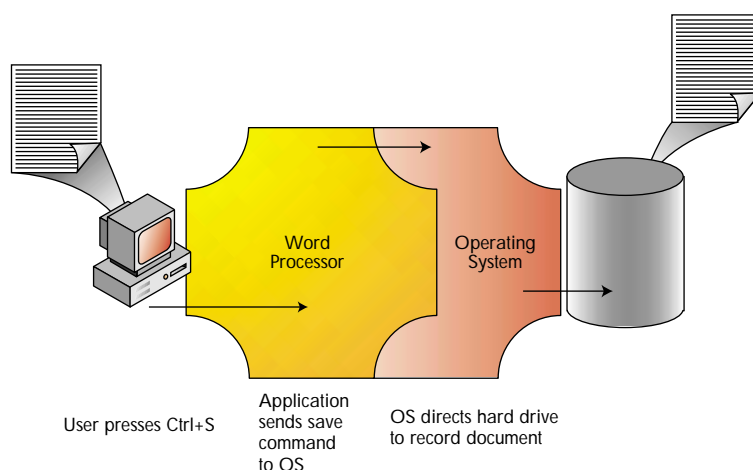 Word
Processor
Operating
System
User presses Ctrl+S
Application
sends save
command
to OS
OS directs hard drive
to record document